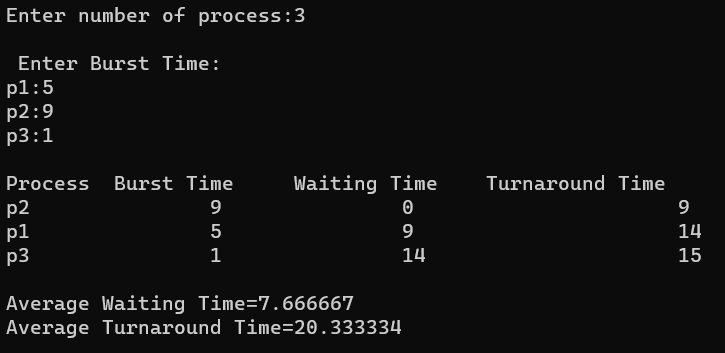 Enter number of process:3
Enter Burst Time:
p1:5
p2:9
p3:1
Process Burst Time Waiting Time Turnaround Time
p2 9 0 9
p1 5 9 14
p3 1 14 15
Average Waiting Time=7.666667
Average Turnaround Time=20.333334